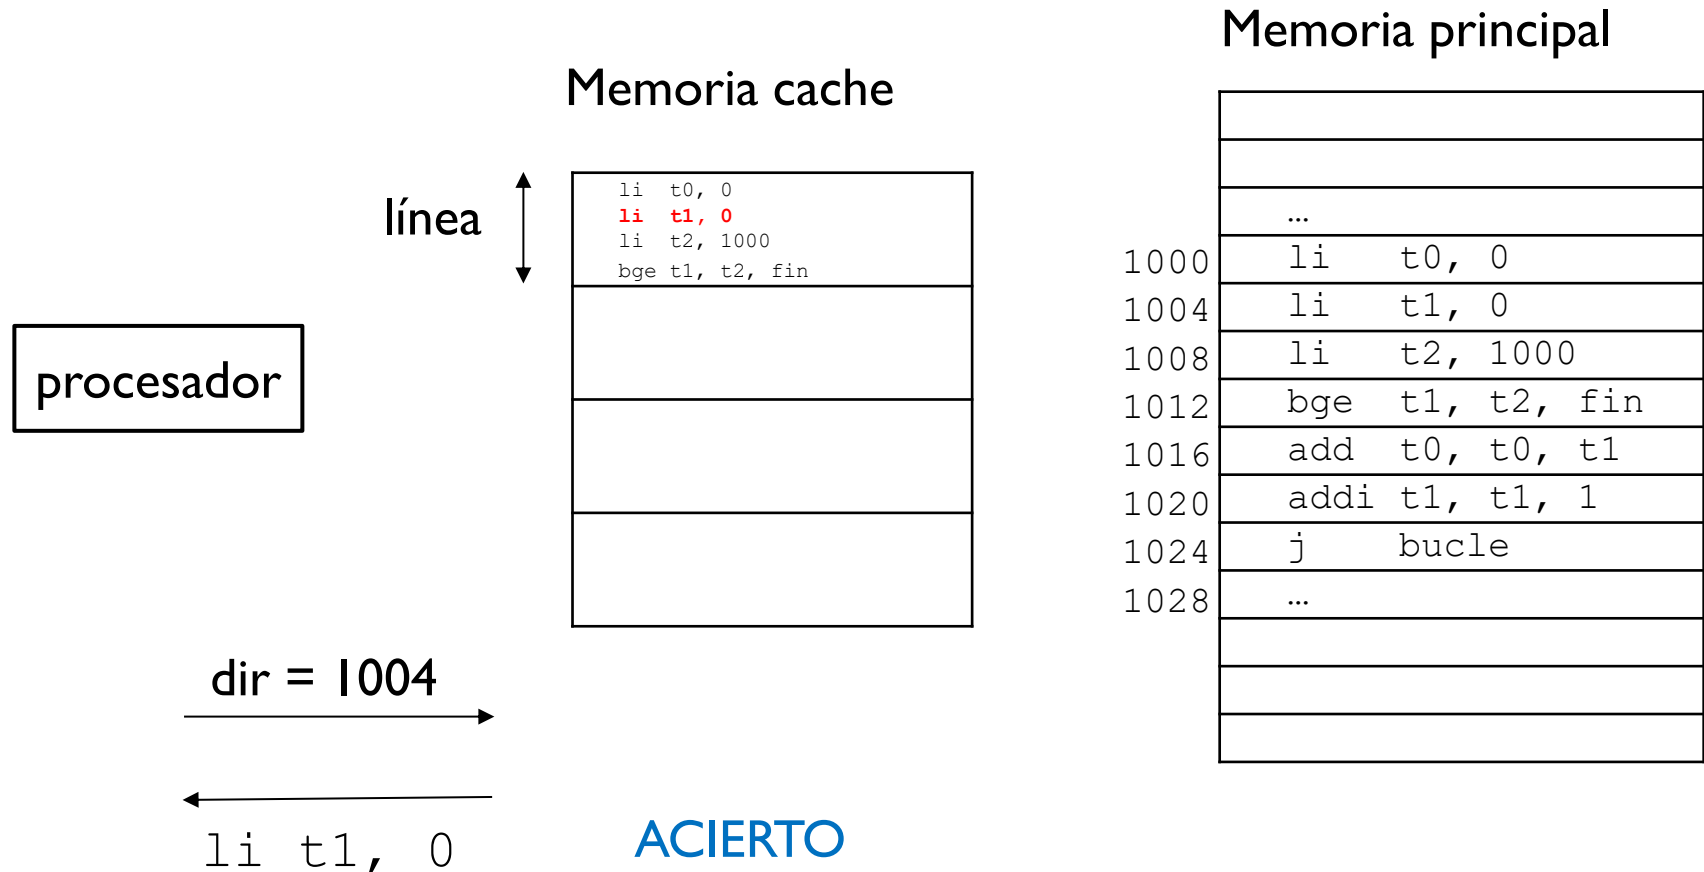 Memoria principal
Memoria cache
línea
li t0, 0
li t1, 0
li t2, 1000
bge t1, t2, fin
procesador
…
1000 li t0, 0
1004 li t1, 0
1008 li t2, 1000
1012 bge t1, t2, fin
1016 add t0, t0, t1
1020 addi t1, t1, 1
1024 j bucle
1028 …
dir = 1004
li t1, 0
ACIERTO